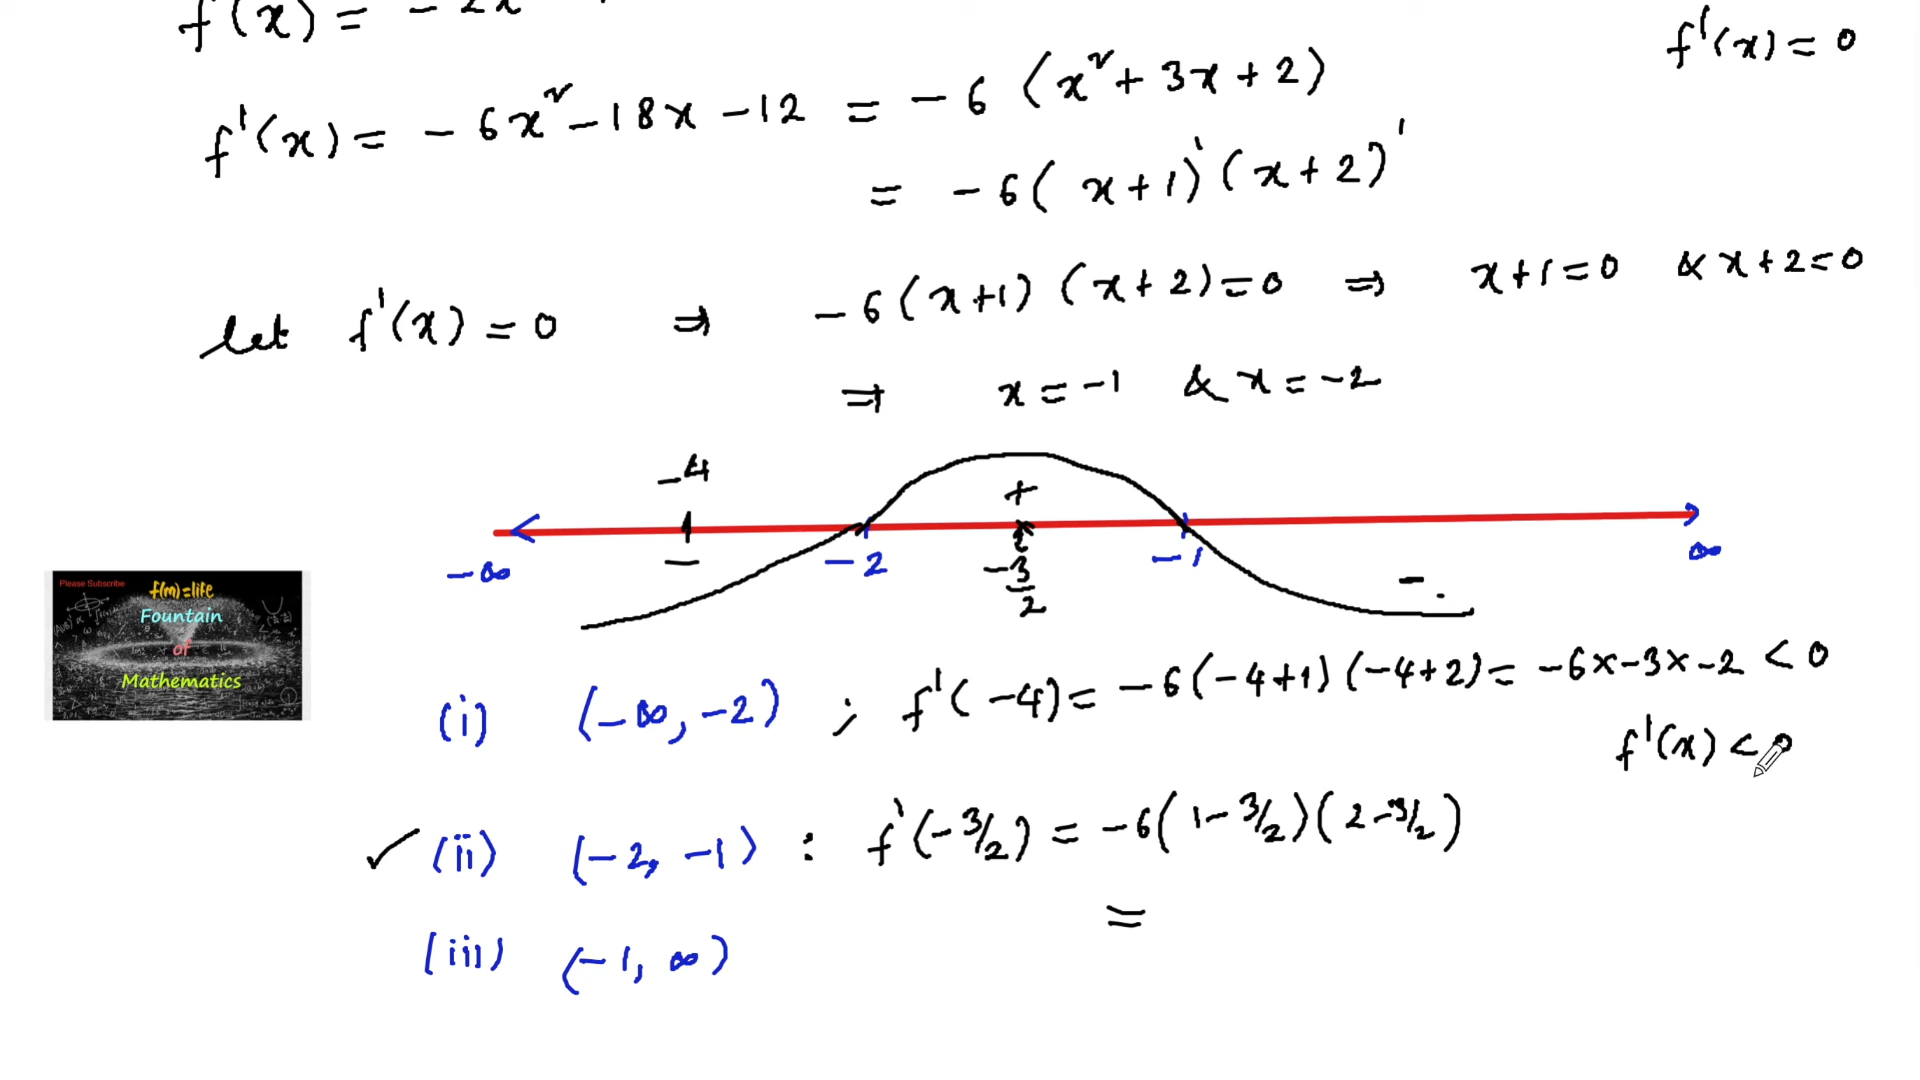 f(x) = - 2x
f'(x) = 0
f'(x) = - 6x² - 18x - 12 = - 6 (x² + 3x + 2)
= - 6(x+1)' (x+2)'
let f'(x) = 0 ⇒ - 6(x+1) (x+2) = 0 ⇒ x+1=0 & x+2=0
⇒ x = -1 & x = -2
-4
+
-∞ - -2 -3/2 -1 - ∞
Please Subscribe
f(m)=life
Fountain
of
Mathematics
(i) (-∞, -2) ; f'(-4) = -6(-4+1)(-4+2) = -6x-3x-2 < 0
f'(x) < 0
✓ (ii) (-2, -1) : f'(-3/2) = -6(1-3/2)(2-3/2)
=
(iii) (-1, ∞)